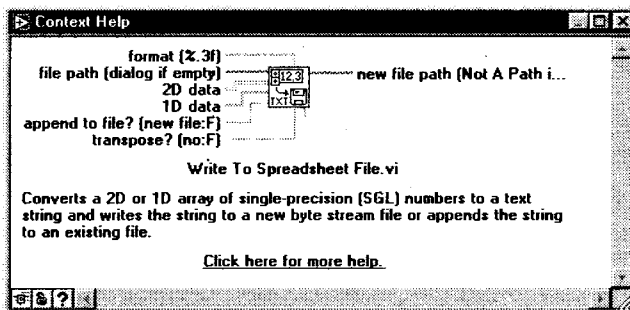 Context Help
format (%.3f)
file path (dialog if empty)
2D data
1D data
append to file? (new file:F)
transpose? (no:F)
12.3
TXT
new file path (Not A Path i...
Write To Spreadsheet File.vi
Converts a 2D or 1D array of single-precision (SGL) numbers to a text
string and writes the string to a new byte stream file or appends the string
to an existing file.
Click here for more help.
?